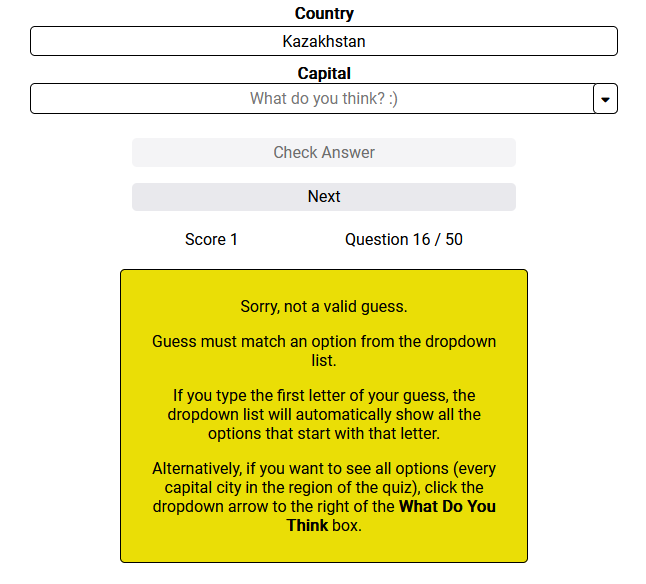 Country
Kazakhstan
Capital
What do you think? :)
Check Answer
Next
Score 1 Question 16 / 50
Sorry, not a valid guess.
Guess must match an option from the dropdown
list.
If you type the first letter of your guess, the
dropdown list will automatically show all the
options that start with that letter.
Alternatively, if you want to see all options (every
capital city in the region of the quiz), click the
dropdown arrow to the right of the What Do You
Think box.